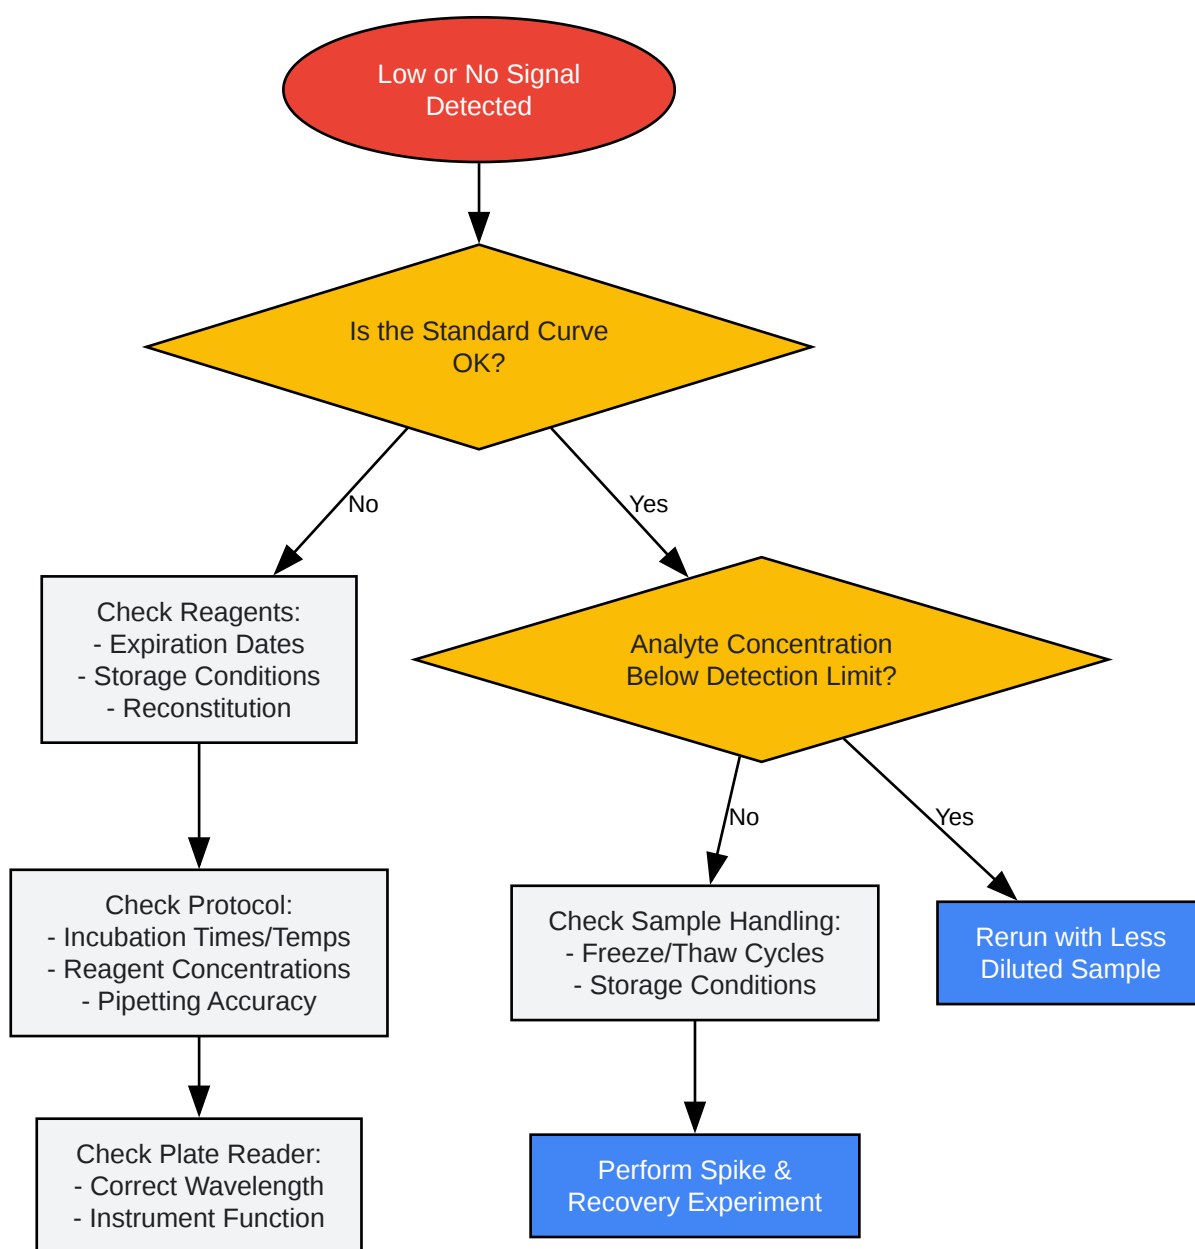 Low or No Signal
Detected
Is the Standard Curve
OK?
No
Yes
Check Reagents:
- Expiration Dates
- Storage Conditions
- Reconstitution
Analyte Concentration
Below Detection Limit?
No
Yes
Check Protocol:
- Incubation Times/Temps
- Reagent Concentrations
- Pipetting Accuracy
Check Sample Handling:
- Freeze/Thaw Cycles
- Storage Conditions
Rerun with Less
Diluted Sample
Check Plate Reader:
- Correct Wavelength
- Instrument Function
Perform Spike &
Recovery Experiment